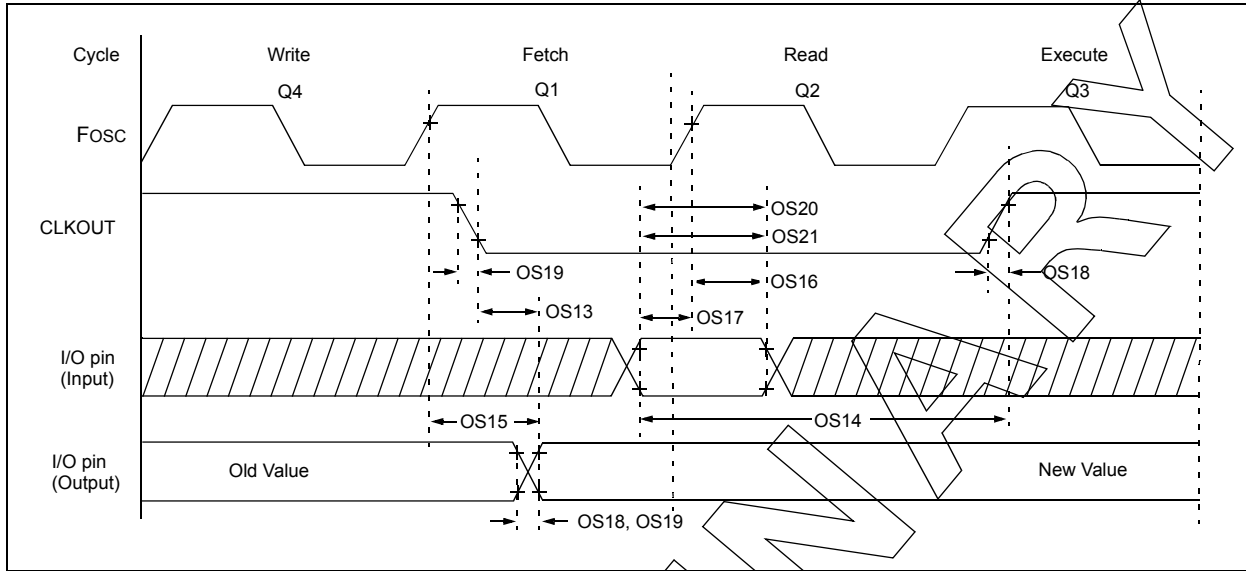 Cycle Write Fetch Read Execute
Q4 Q1 Q2 Q3
FOSC
CLKOUT
OS20
OS21
OS19 OS16 OS18
OS13 OS17
I/O pin
(Input)
OS15 OS14
I/O pin
(Output)
Old Value New Value
OS18, OS19